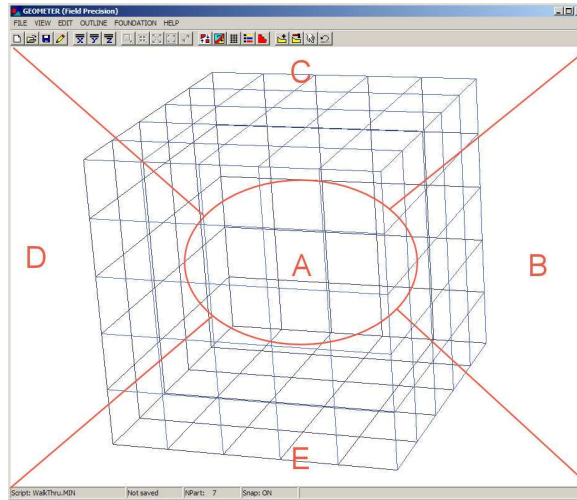 GEOMETER (Field Precision)
FILE VIEW EDIT OUTLINE FOUNDATION HELP
X Y Z
C
D
A
B
E
Script: WalkThru.MIN Not saved NPart: 7 Snap: ON